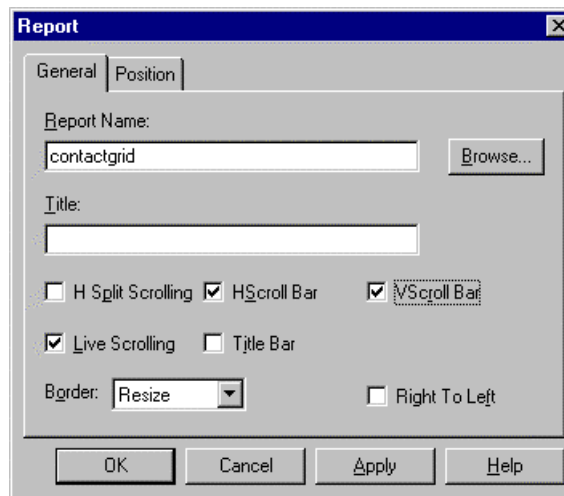 Report
General Position
Report Name:
contactgrid Browse...
Title:
H Split Scrolling HScroll Bar VScroll Bar
Live Scrolling Title Bar
Border: Resize Right To Left
OK Cancel Apply Help